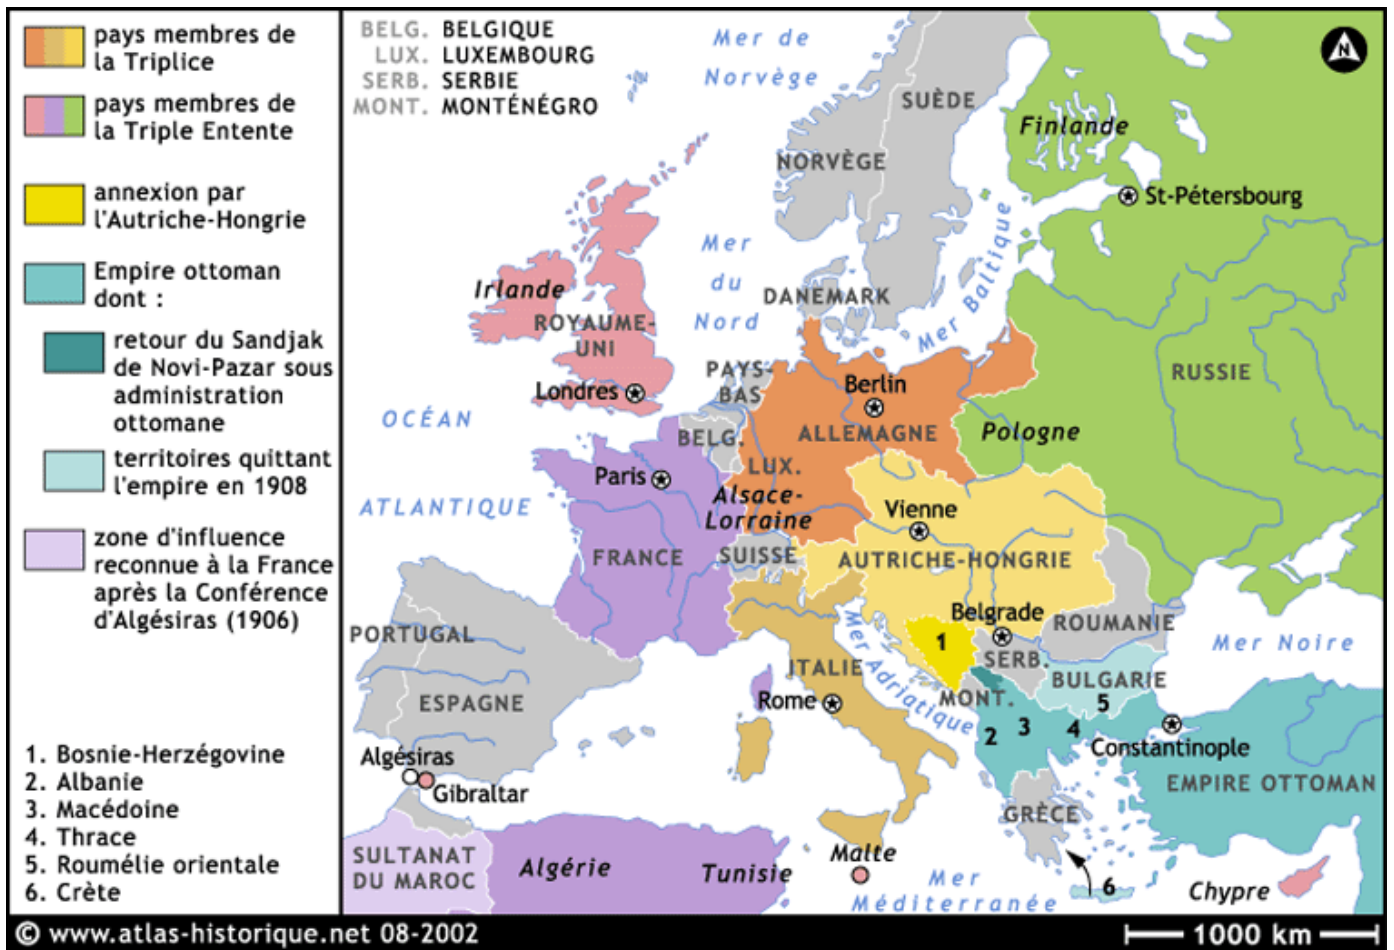 pays membres de
la Triplice
pays membres de
la Triple Entente
annexion par
l'Autriche-Hongrie
Empire ottoman
dont :
retour du Sandjak
de Novi-Pazar sous
administration
ottomane
territoires quittant
l'empire en 1908
zone d'influence
reconnue à la France
après la Conférence
d'Algésiras (1906)
1. Bosnie-Herzégovine
2. Albanie
3. Macédoine
4. Thrace
5. Roumélie orientale
6. Crète
BELG. BELGIQUE
LUX. LUXEMBOURG
SERB. SERBIE
MONT. MONTÉNÉGRO
Mer de
Norvège
N
SUÈDE
Finlande
NORVÈGE
St-Pétersbourg
Mer
du
Nord
Mer Baltique
Irlande
DANEMARK
ROYAUME-
UNI
PAYS-
BAS
RUSSIE
Londres
Berlin
OCÉAN
ATLANTIQUE
BELG.
ALLEMAGNE
Pologne
LUX.
Paris
Alsace-
Lorraine
Vienne
FRANCE
SUISSE
AUTRICHE-HONGRIE
Belgrade
ROUMANIE
Mer Noire
PORTUGAL
1
Mer Adriatique
ITALIE
SERB.
BULGARIE
ESPAGNE
Rome
MONT.
5
2
3
4
Constantinople
Algésiras
Gibraltar
EMPIRE OTTOMAN
GRÈCE
SULTANAT
DU MAROC
Algérie
Tunisie
Malte
Mer
Méditerranée
6
Chypre
© www.atlas-historique.net 08-2002
1000 km